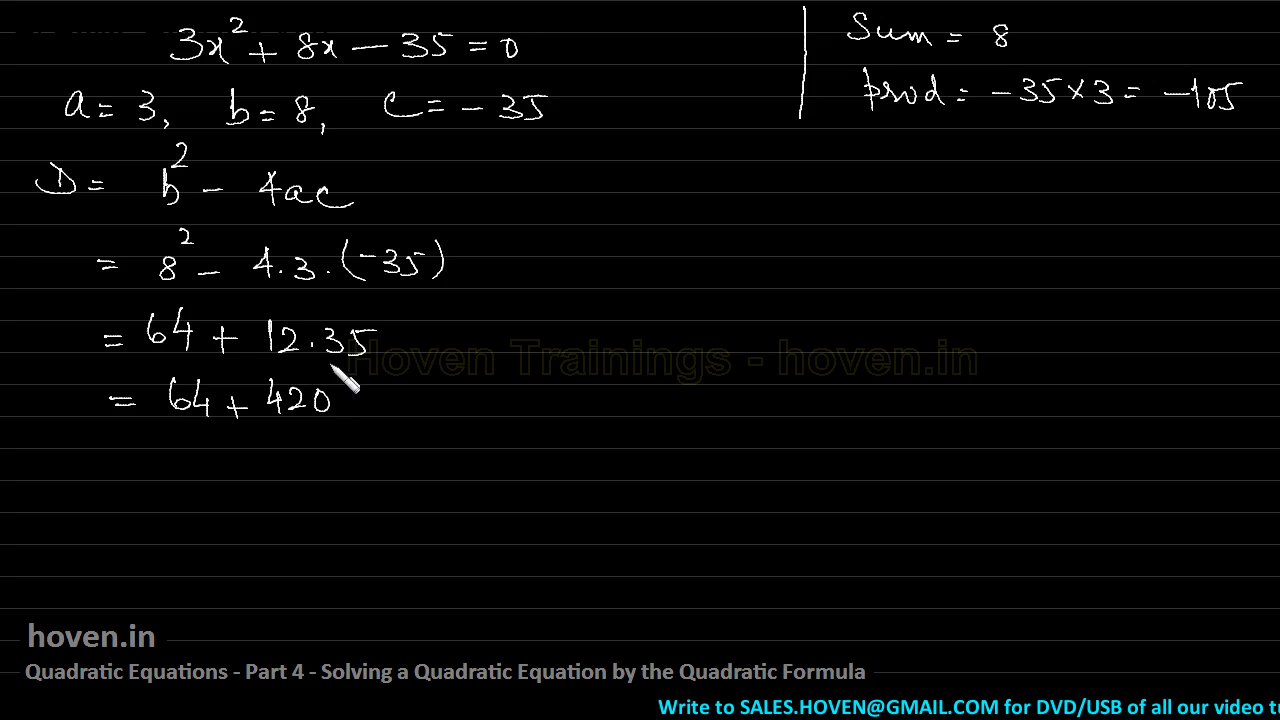 3x² + 8x - 35 = 0
a = 3, b = 8, c = - 35
D = b² - 4ac
= 8² - 4.3.(-35)
= 64 + 12.35
= 64 + 420
Sum = 8
prod = - 35 × 3 = -105
Hoven Trainings - hoven.in
hoven.in
Quadratic Equations - Part 4 - Solving a Quadratic Equation by the Quadratic Formula
Write to SALES.HOVEN@GMAIL.COM for DVD/USB of all our video t